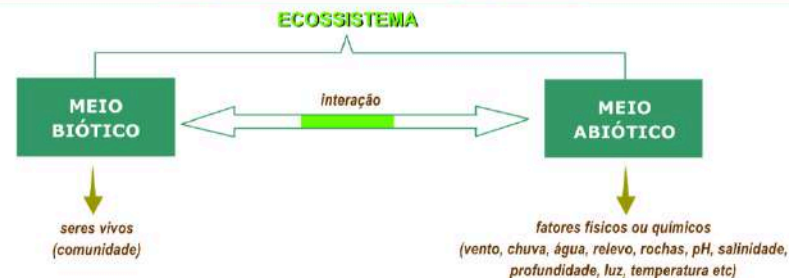 ECOSSISTEMA
MEIO
BIÓTICO
interação
MEIO
ABIÓTICO
seres vivos
(comunidade)
fatores físicos ou químicos
(vento, chuva, água, relevo, rochas, pH, salinidade,
profundidade, luz, temperatura etc)